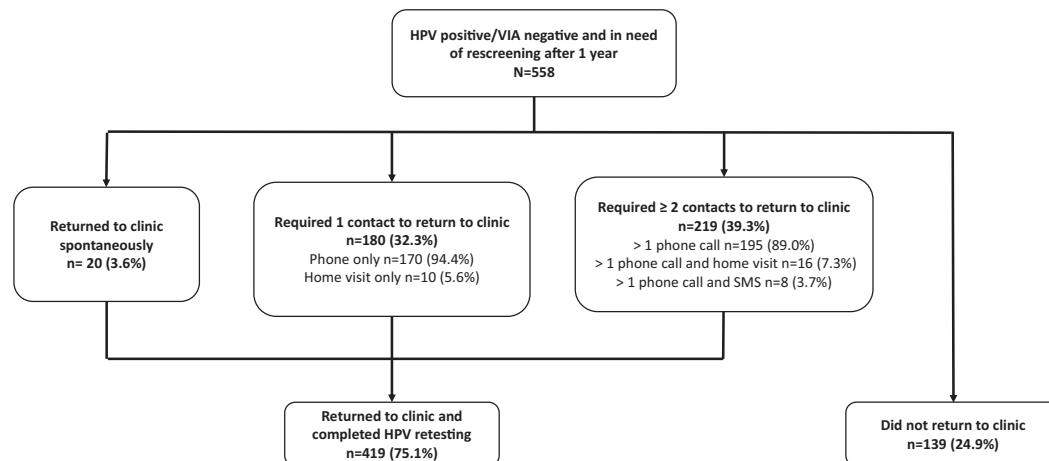 HPV positive/VIA negative and in need
of rescreening after 1 year
N=558
Returned to clinic
spontaneously
n= 20 (3.6%)
Required 1 contact to return to clinic
n=180 (32.3%)
Phone only n=170 (94.4%)
Home visit only n=10 (5.6%)
Required ≥ 2 contacts to return to clinic
n=219 (39.3%)
> 1 phone call n=195 (89.0%)
> 1 phone call and home visit n=16 (7.3%)
> 1 phone call and SMS n=8 (3.7%)
Returned to clinic and
completed HPV retesting
n=419 (75.1%)
Did not return to clinic
n=139 (24.9%)